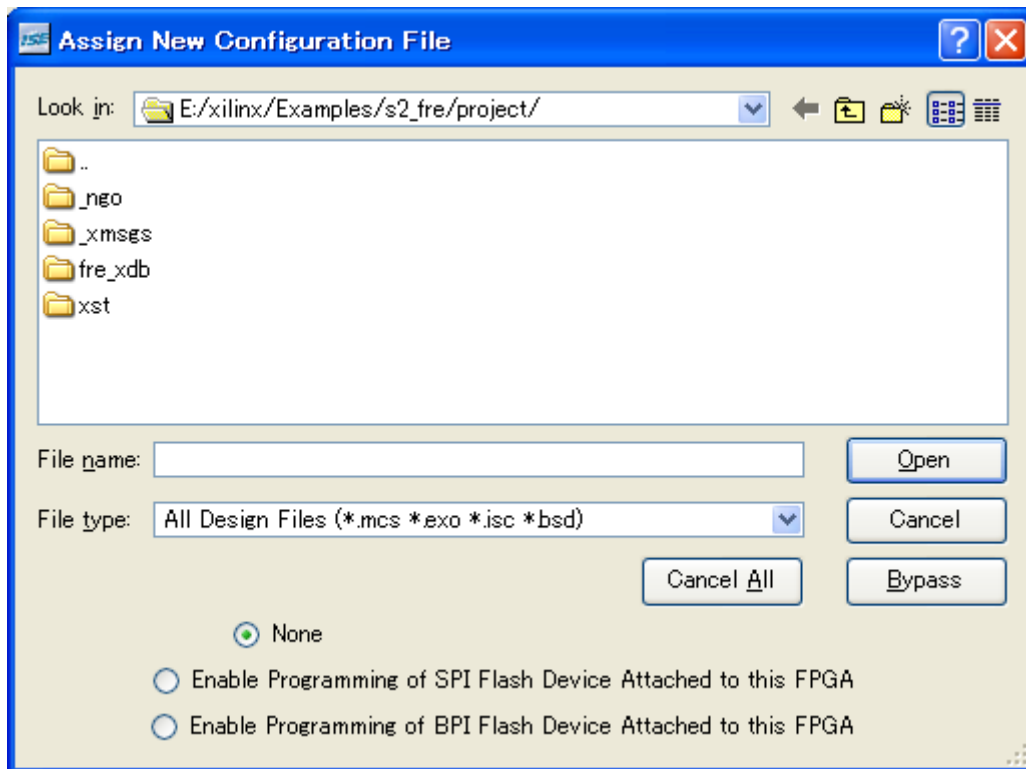 ISE Assign New Configuration File
Look in: E:/xilinx/Examples/s2_fre/project/
..
_ngo
_xmsgs
fre_xdb
xst
File name: Open
File type: All Design Files (*.mcs *.exo *.isc *.bsd) Cancel
Cancel All Bypass
None
Enable Programming of SPI Flash Device Attached to this FPGA
Enable Programming of BPI Flash Device Attached to this FPGA